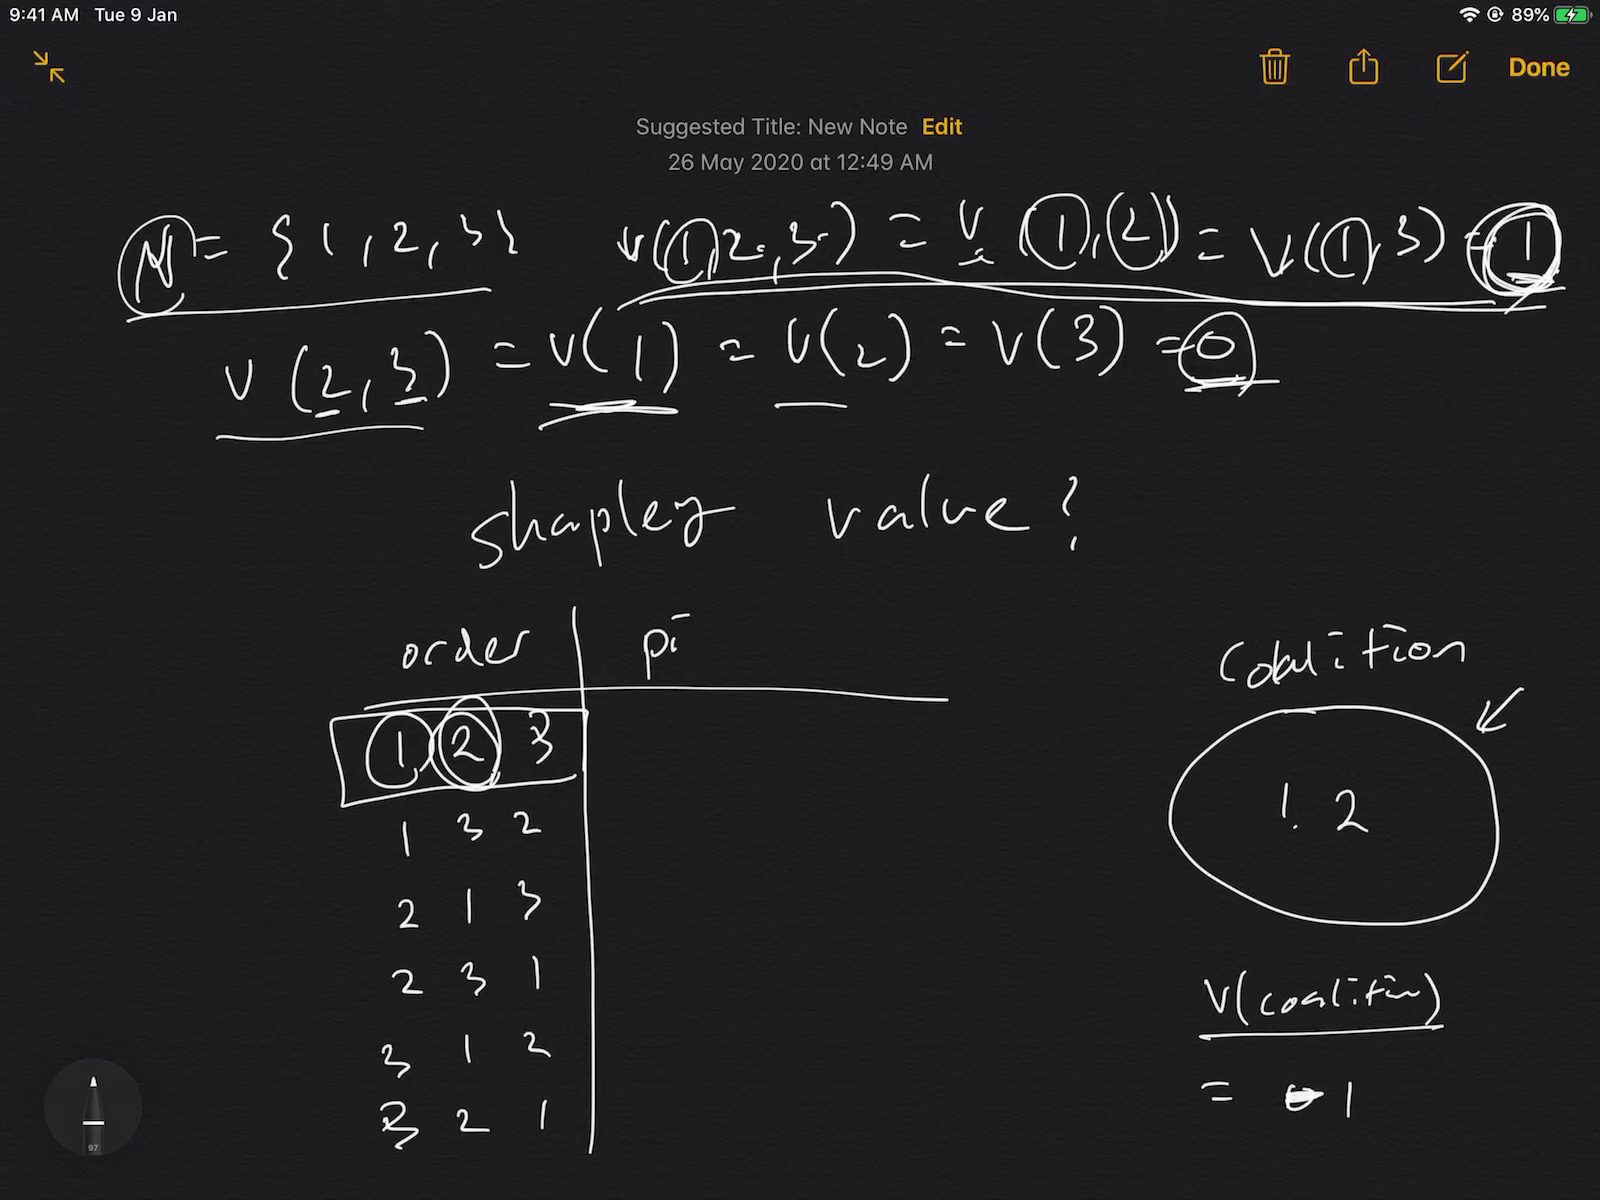 9:41 AM Tue 9 Jan
89%
Done
Suggested Title: New Note Edit
26 May 2020 at 12:49 AM
N = {1, 2, 3} v(1, 2, 3) = v(1, (2)) = v(1, 3) = 1
v(2, 3) = v(1) = v(2) = v(3) = 0
shapley value?
order pi
1 2 3
1 3 2
2 1 3
2 3 1
3 1 2
3 2 1
Coalition
1. 2
v(coalition)
= 1
97